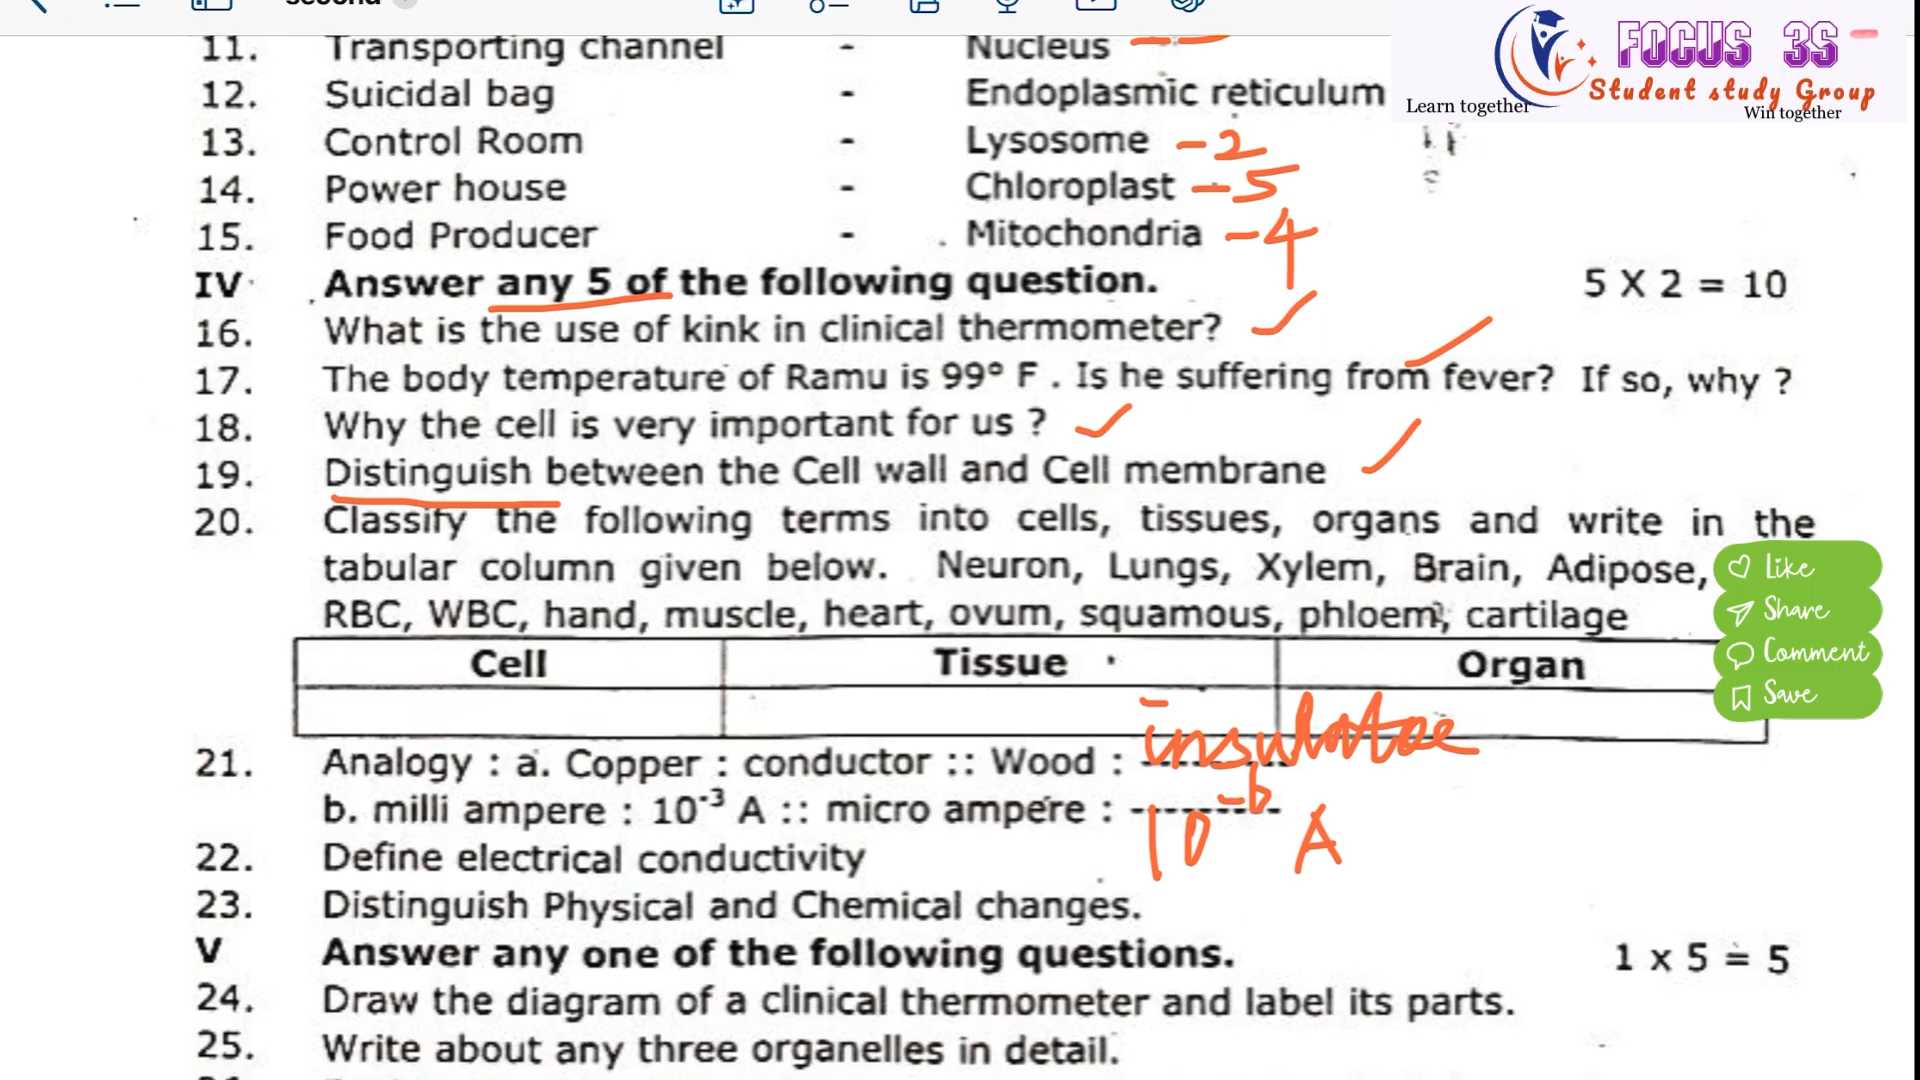 second
FOCUS 3S
Student study Group
Learn together
Win together
11. Transporting channel - Nucleus
12. Suicidal bag - Endoplasmic reticulum
13. Control Room - Lysosome -2
14. Power house - Chloroplast -5
15. Food Producer - Mitochondria -4
IV Answer any 5 of the following question. 5 X 2 = 10
16. What is the use of kink in clinical thermometer?
17. The body temperature of Ramu is 99° F . Is he suffering from fever? If so, why ?
18. Why the cell is very important for us ?
19. Distinguish between the Cell wall and Cell membrane
20. Classify the following terms into cells, tissues, organs and write in the
tabular column given below. Neuron, Lungs, Xylem, Brain, Adipose,
RBC, WBC, hand, muscle, heart, ovum, squamous, phloem, cartilage
Like
Share
Comment
Save
Cell Tissue Organ
21. Analogy : a. Copper : conductor :: Wood : insulator
b. milli ampere : 10⁻³ A :: micro ampere : 10⁻⁶ A
22. Define electrical conductivity
23. Distinguish Physical and Chemical changes.
V Answer any one of the following questions. 1 x 5 = 5
24. Draw the diagram of a clinical thermometer and label its parts.
25. Write about any three organelles in detail.